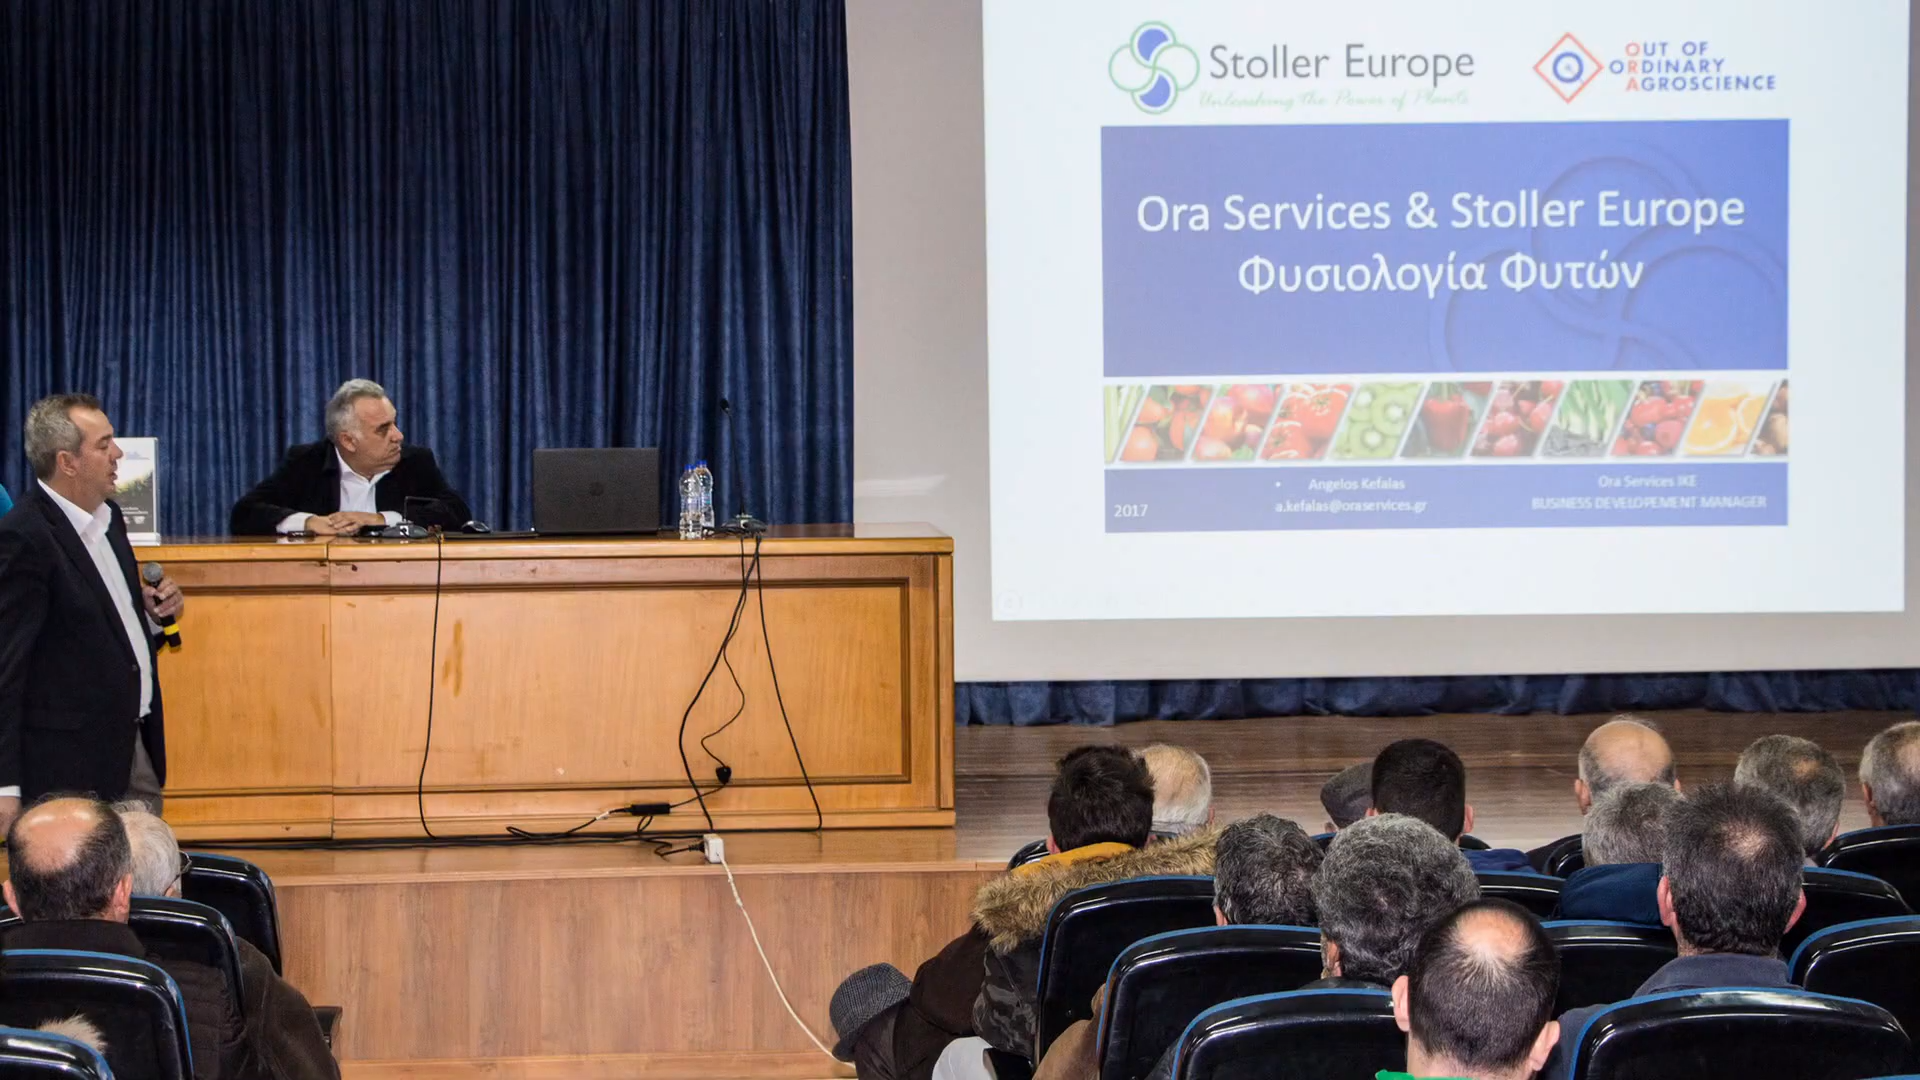 Stoller Europe
Unleashing the Power of Plants
OUT OF
ORDINARY
AGROSCIENCE
Ora Services & Stoller Europe
Φυσιολογία Φυτών
• Angelos Kefalas
a.kefalas@oraservices.gr
Ora Services IKE
BUSINESS DEVELOPEMENT MANAGER
2017